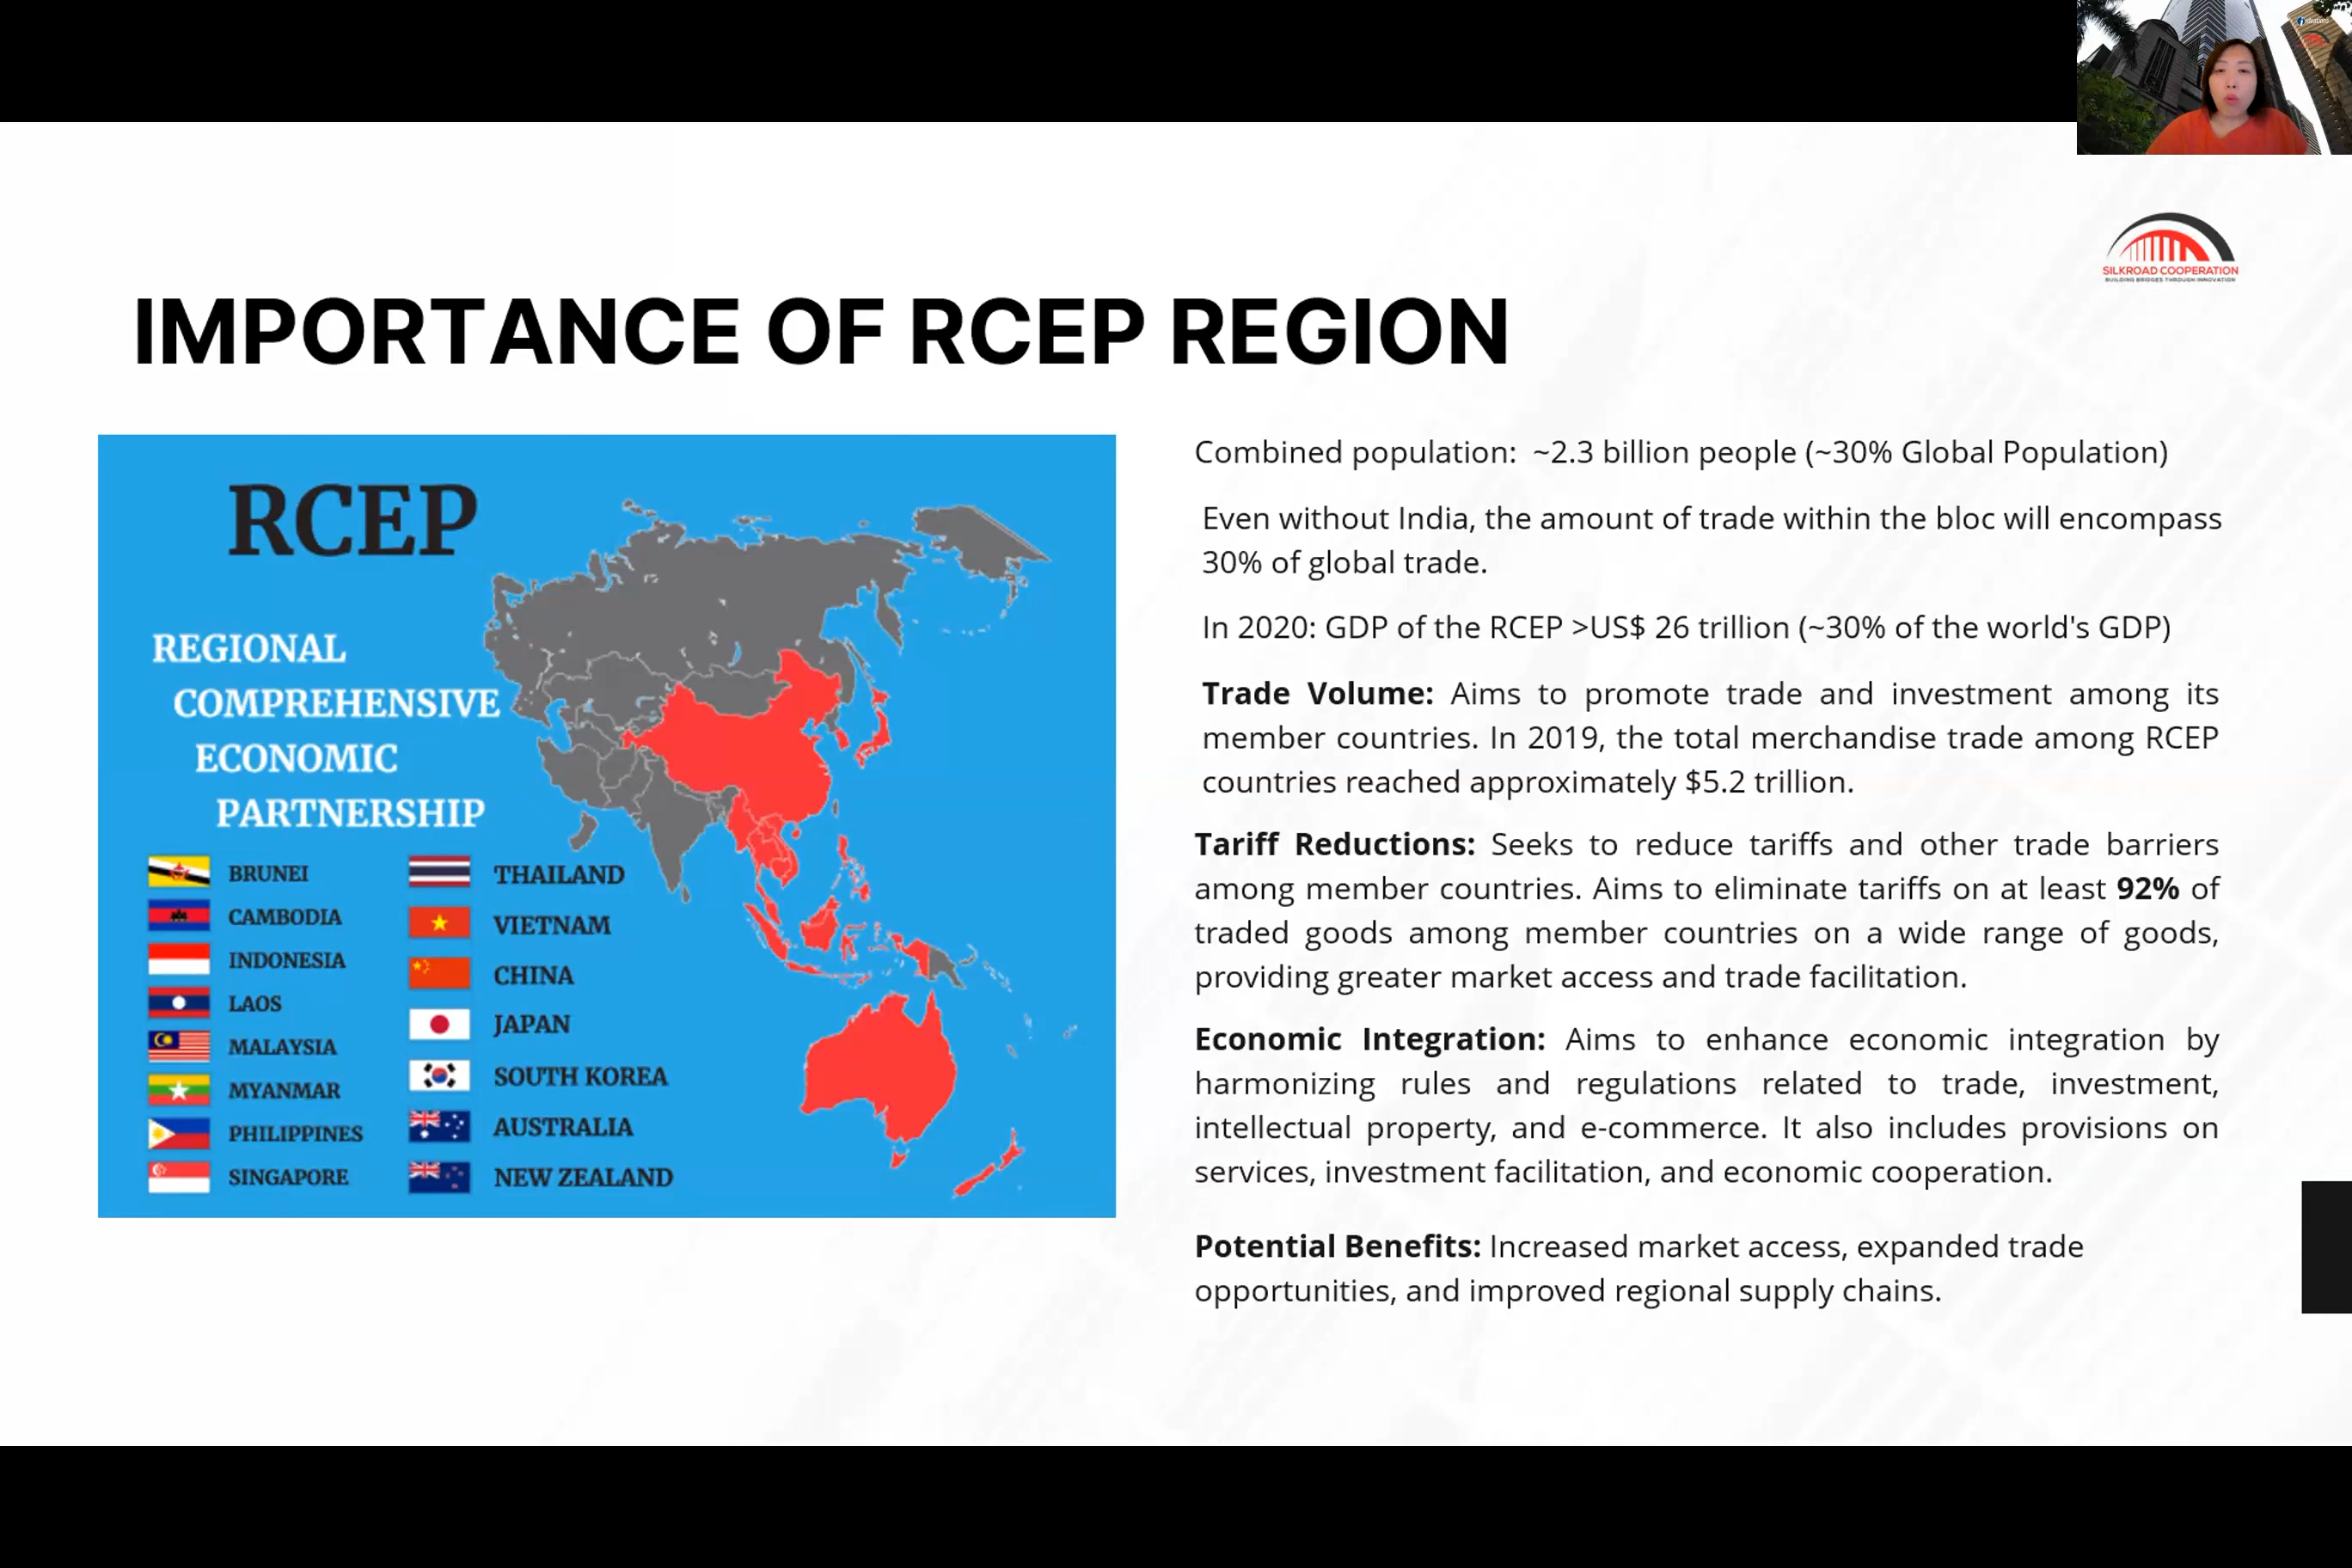 SILKROAD COOPERATION
BUILDING BRIDGES THROUGH INNOVATION
IMPORTANCE OF RCEP REGION
RCEP
REGIONAL
COMPREHENSIVE
ECONOMIC
PARTNERSHIP
BRUNEI
CAMBODIA
INDONESIA
LAOS
MALAYSIA
MYANMAR
PHILIPPINES
SINGAPORE
THAILAND
VIETNAM
CHINA
JAPAN
SOUTH KOREA
AUSTRALIA
NEW ZEALAND
Combined population: ~2.3 billion people (~30% Global Population)
Even without India, the amount of trade within the bloc will encompass
30% of global trade.
In 2020: GDP of the RCEP >US$ 26 trillion (~30% of the world's GDP)
Trade Volume: Aims to promote trade and investment among its
member countries. In 2019, the total merchandise trade among RCEP
countries reached approximately $5.2 trillion.
Tariff Reductions: Seeks to reduce tariffs and other trade barriers
among member countries. Aims to eliminate tariffs on at least 92% of
traded goods among member countries on a wide range of goods,
providing greater market access and trade facilitation.
Economic Integration: Aims to enhance economic integration by
harmonizing rules and regulations related to trade, investment,
intellectual property, and e-commerce. It also includes provisions on
services, investment facilitation, and economic cooperation.
Potential Benefits: Increased market access, expanded trade
opportunities, and improved regional supply chains.